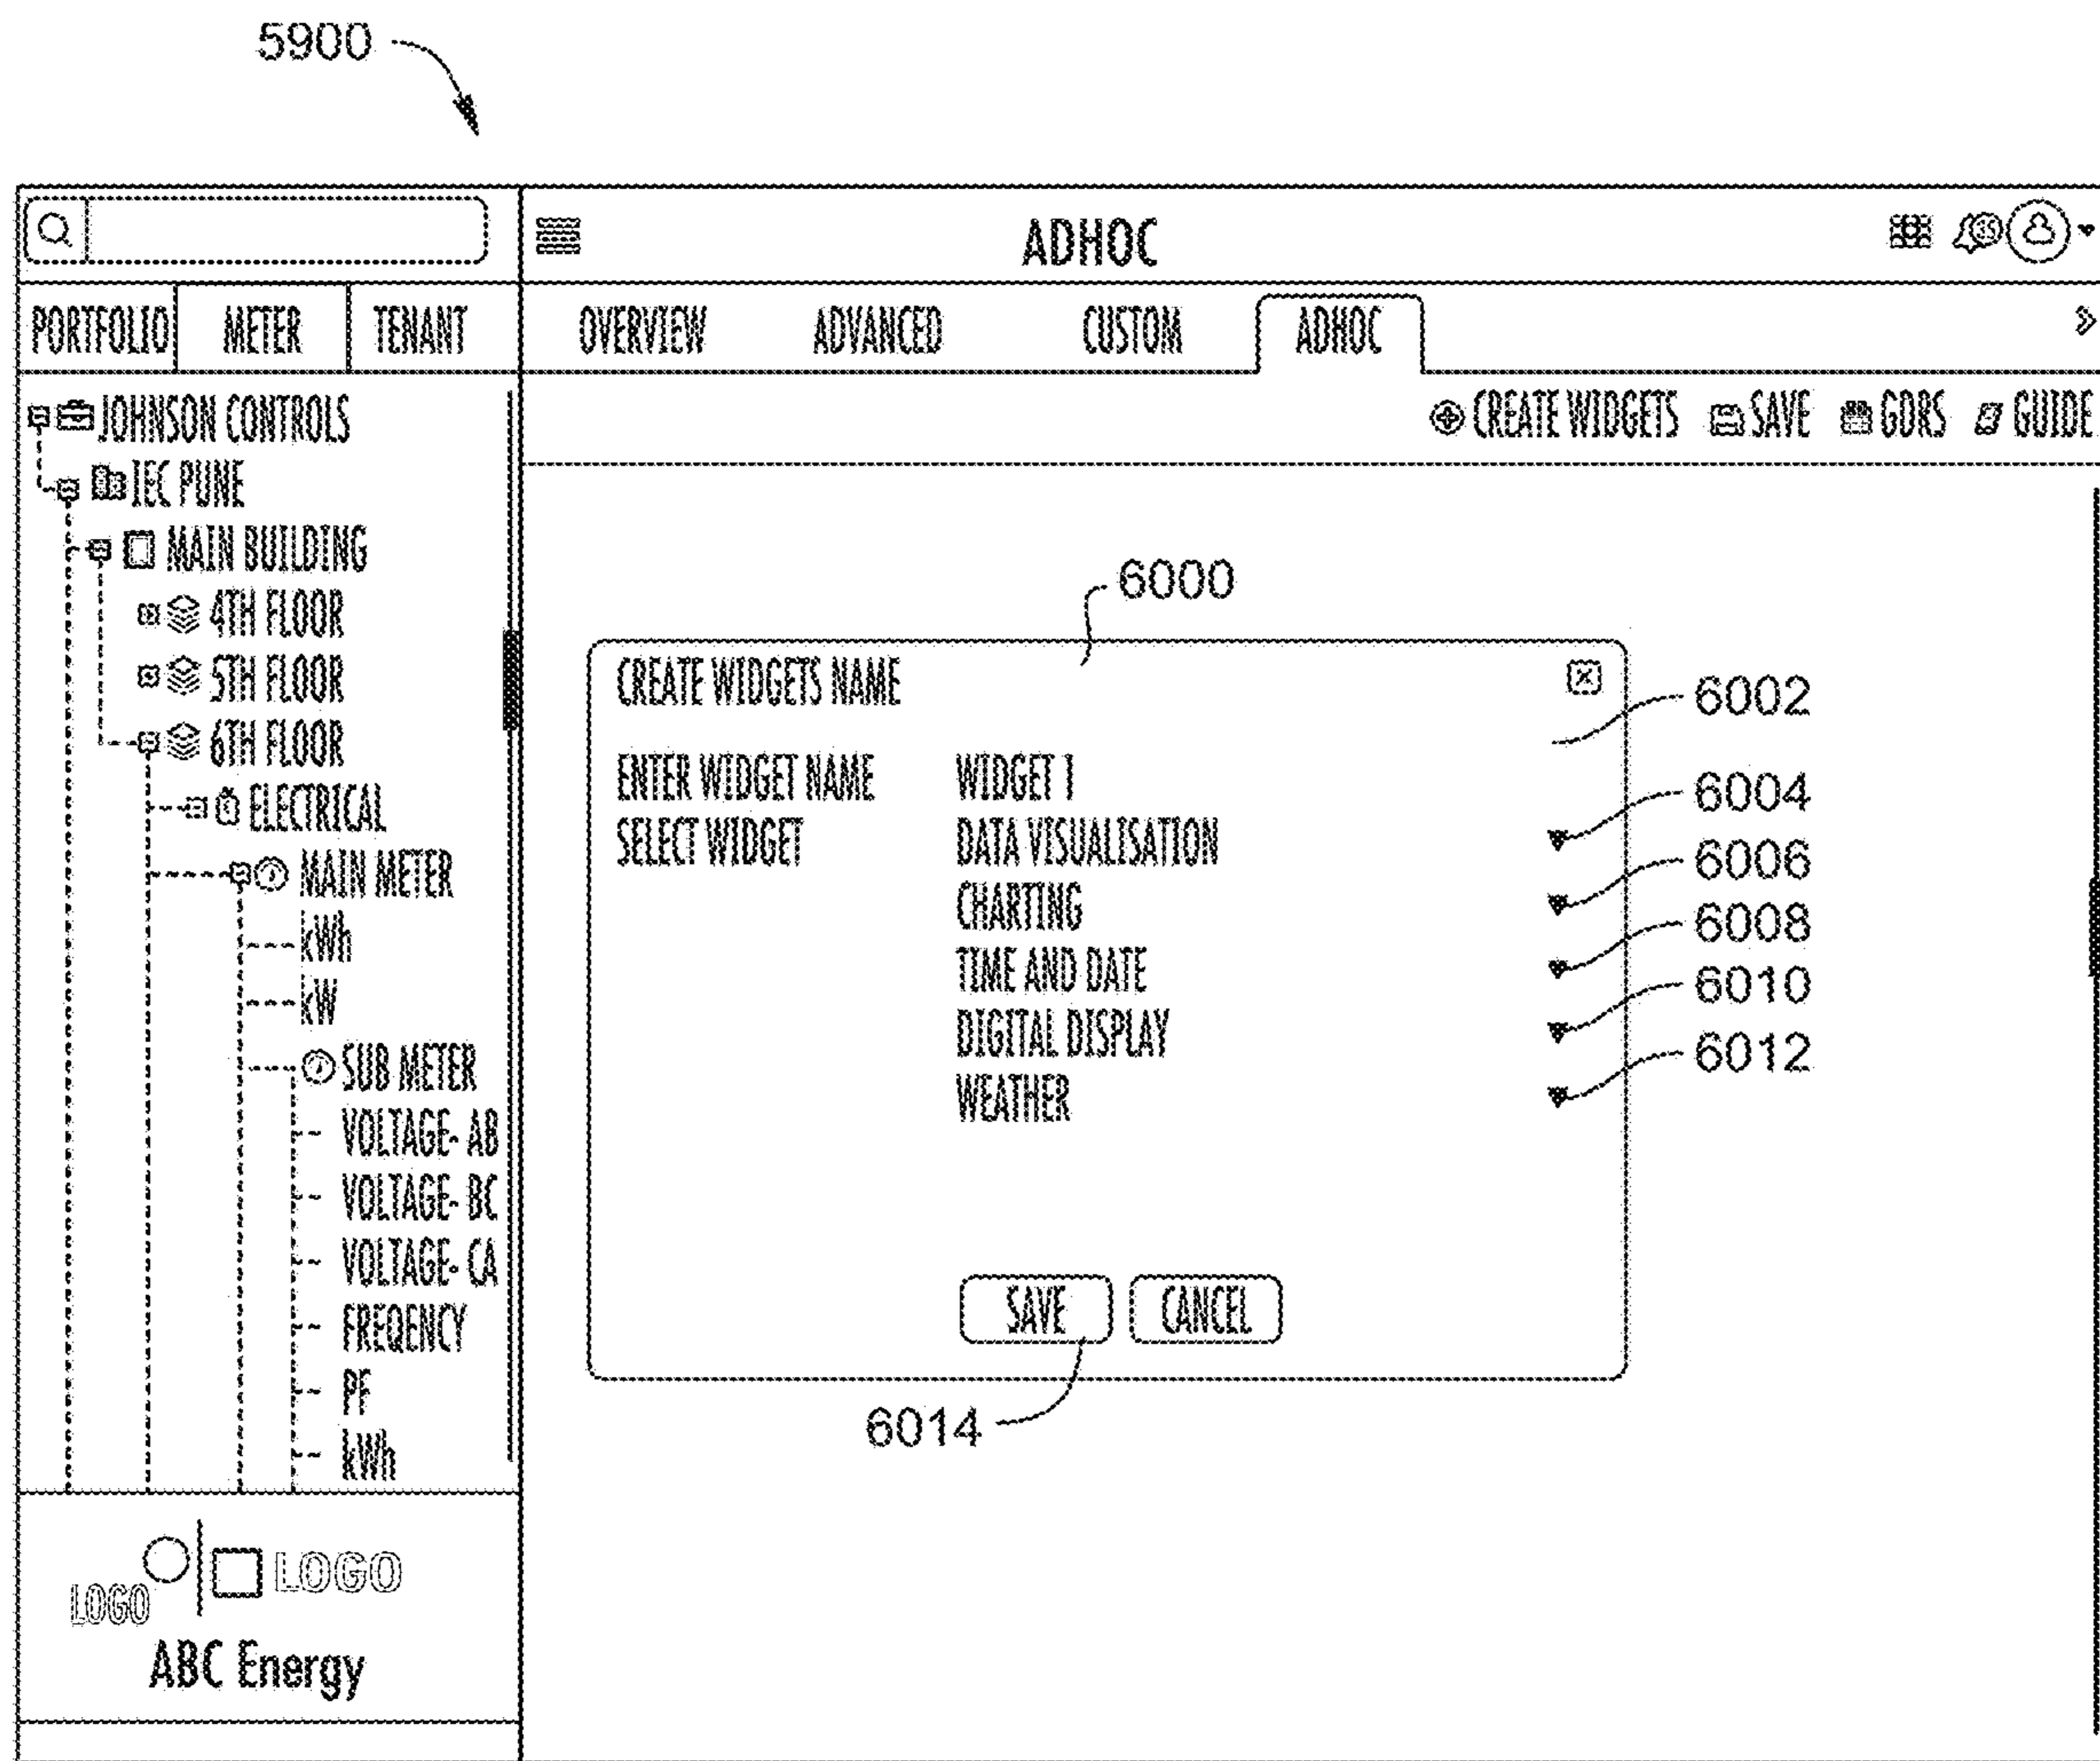 5900
ADHOC
PORTFOLIO METER TENANT
OVERVIEW ADVANCED CUSTOM ADHOC
CREATE WIDGETS SAVE GDRS GUIDE
JOHNSON CONTROLS
IEC PUNE
MAIN BUILDING
4TH FLOOR
5TH FLOOR
6TH FLOOR
ELECTRICAL
MAIN METER
kWh
kW
SUB METER
VOLTAGE- AB
VOLTAGE- BC
VOLTAGE- CA
FREQENCY
PF
kWh
LOGO
LOGO
ABC Energy
6000
CREATE WIDGETS NAME
6002
ENTER WIDGET NAME WIDGET 1
SELECT WIDGET DATA VISUALISATION 6004
CHARTING 6006
TIME AND DATE 6008
DIGITAL DISPLAY 6010
WEATHER 6012
SAVE CANCEL
6014